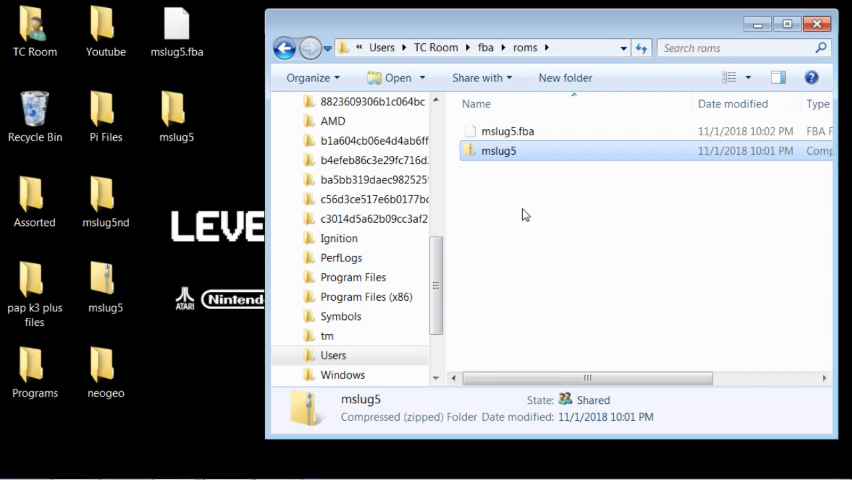 TC Room
Youtube
mslug5.fba
Recycle Bin
Pi Files
mslug5
Assorted
mslug5nd
pap k3 plus
files
mslug5
Programs
neogeo
LEVE
ATARI
Nintendo
« Users TC Room fba roms
Search roms
Organize
Open
Share with
New folder
8823609306b1c064bc
AMD
b1a604cb06e4d4ab6ff
b4efeb86c3e29fc716d.
ba5bb319daec982525
c56d3ce517e6b0177bc
c3014d5a62b09cc3af2
Ignition
PerfLogs
Program Files
Program Files (x86)
Symbols
tm
Users
Windows
Name Date modified Type
mslug5.fba 11/1/2018 10:02 PM FBA F
mslug5 11/1/2018 10:01 PM Comp
mslug5 State: Shared
Compressed (zipped) Folder Date modified: 11/1/2018 10:01 PM